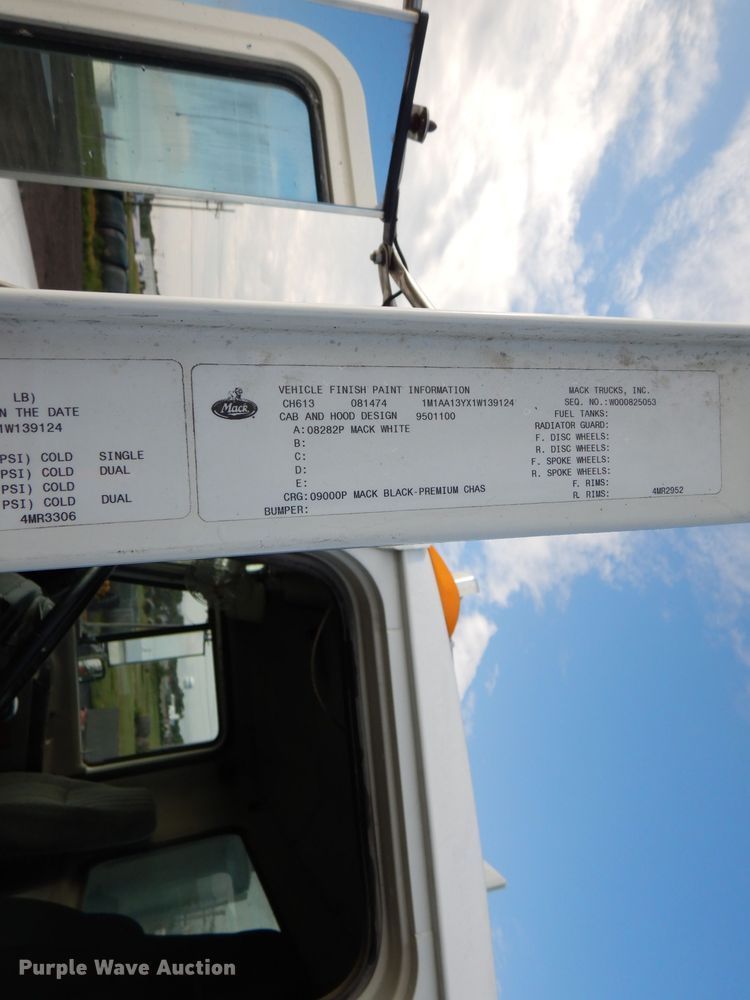 LB)
N THE DATE
1W139124
PSI) COLD SINGLE
PSI) COLD DUAL
PSI) COLD
PSI) COLD DUAL
4MR3306
Mack
VEHICLE FINISH PAINT INFORMATION MACK TRUCKS, INC.
CH613 081474 1M1AA13YX1W139124 SEQ. NO.:W000825053
CAB AND HOOD DESIGN 9501100 FUEL TANKS:
A:08282P MACK WHITE RADIATOR GUARD:
B: F. DISC WHEELS:
C: R. DISC WHEELS:
D: F. SPOKE WHEELS:
E: R. SPOKE WHEELS:
CRG:09000P MACK BLACK-PREMIUM CHAS F. RIMS:
BUMPER: R. RIMS: 4MR2952
Purple Wave Auction